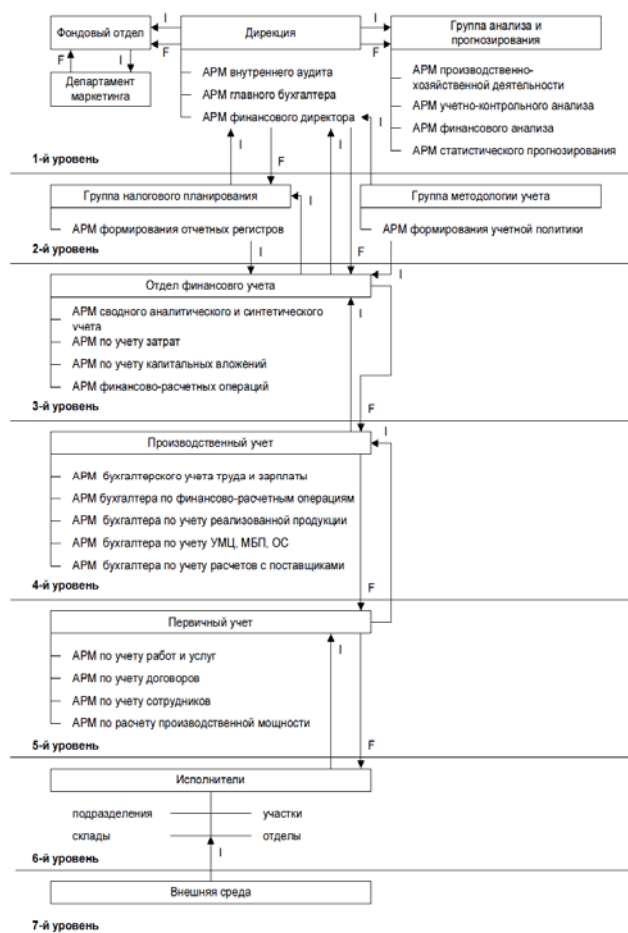 I
I
Фондовый отдел
Дирекция
Группа анализа и
прогнозирования
F
I
F
F
Департамент
маркетинга
АРМ внутреннего аудита
АРМ главного бухгалтера
АРМ финансового директора
I
АРМ производственно-
хозяйственной деятельности
АРМ учетно-контрольного анализа
АРМ финансового анализа
АРМ статистического прогнозирования
I
F
I
1-й уровень
Группа налогового планирования
I
Группа методологии учета
АРМ формирования отчетных регистров
АРМ формирования учетной политики
2-й уровень
I
F
I
Отдел финансовго учета
I
АРМ сводного аналитического и синтетического
учета
АРМ по учету затрат
АРМ по учету капитальных вложений
АРМ финансово-расчетных операций
3-й уровень
F
Производственный учет
I
АРМ бухгалтерского учета труда и зарплаты
АРМ бухгалтера по финансово-расчетным операциям
АРМ бухгалтера по учету реализованной продукции
АРМ бухгалтера по учету УМЦ, МБП, ОС
АРМ бухгалтера по учету расчетов с поставщиками
4-й уровень
F
Первичный учет
I
АРМ по учету работ и услуг
АРМ по учету договоров
АРМ по учету сотрудников
АРМ по расчету производственной мощности
5-й уровень
F
Исполнители
подразделения
участки
склады
отделы
6-й уровень
I
Внешняя среда
7-й уровень